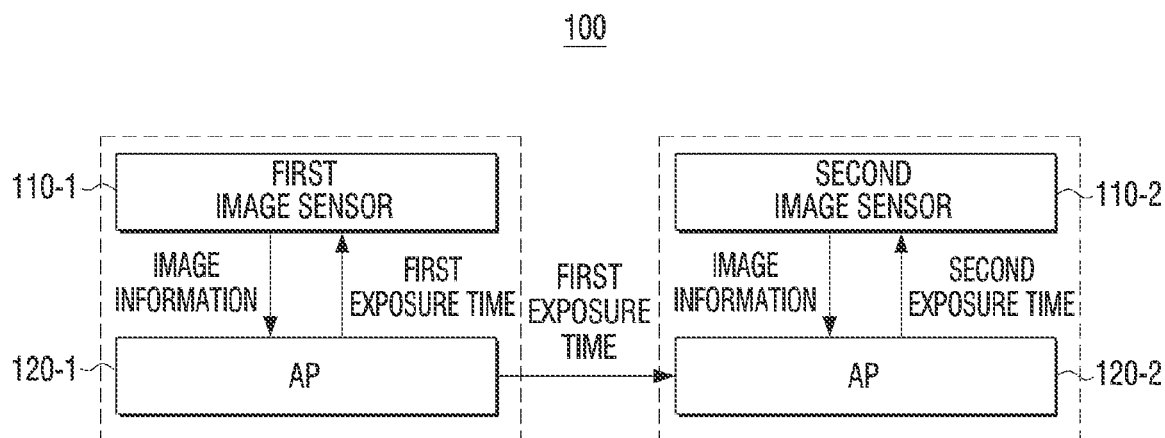 100
110-1
FIRST
IMAGE SENSOR
SECOND
IMAGE SENSOR
110-2
IMAGE
INFORMATION
FIRST
EXPOSURE TIME
FIRST
EXPOSURE
TIME
IMAGE
INFORMATION
SECOND
EXPOSURE TIME
120-1
AP
AP
120-2